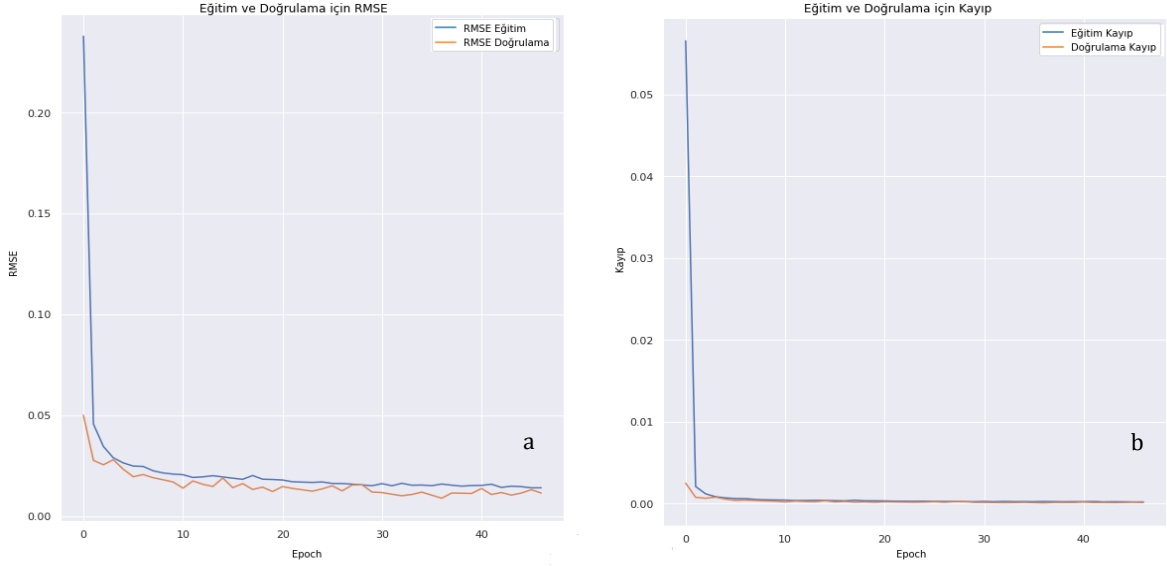 Eğitim ve Doğrulama için RMSE
RMSE Eğitim
RMSE Doğrulama
0.20
0.15
0.10
0.05
0.00
RMSE
0
10
20
30
40
Epoch
a
Eğitim ve Doğrulama için Kayıp
Eğitim Kayıp
Doğrulama Kayıp
0.05
0.04
0.03
0.02
0.01
0.00
Kayıp
0
10
20
30
40
Epoch
b